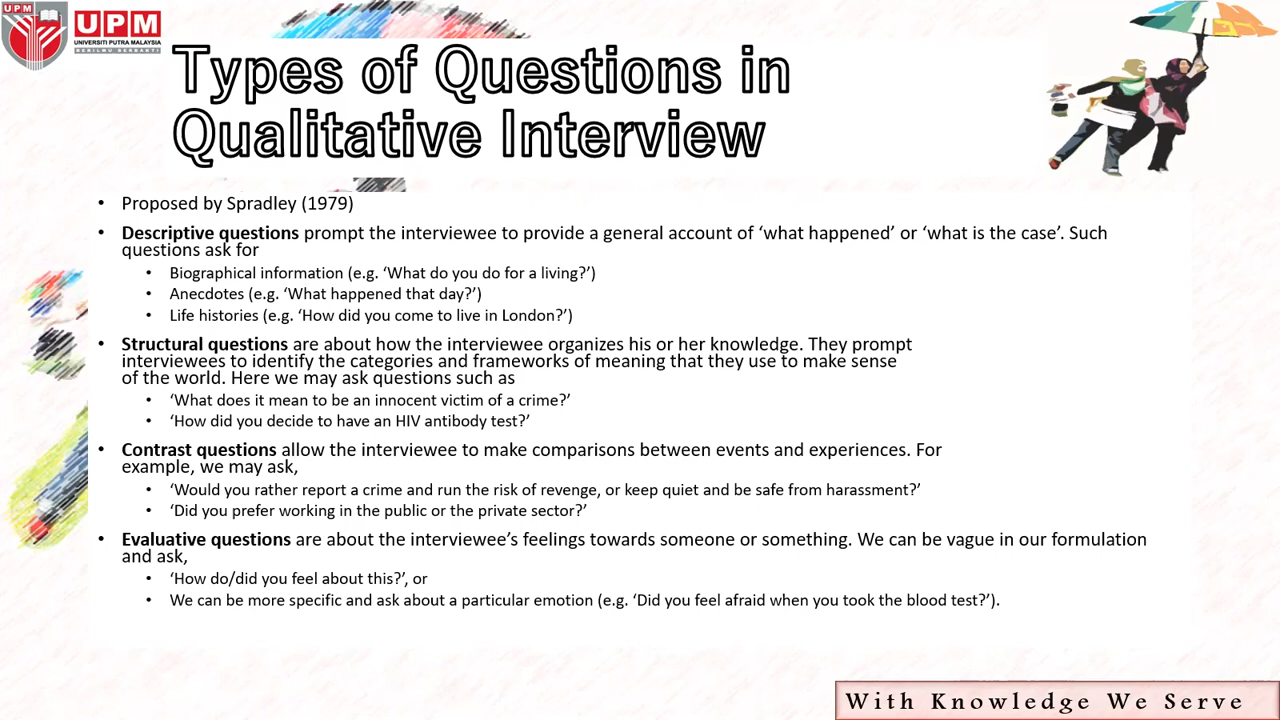 UPM
UPM
UNIVERSITI PUTRA MALAYSIA
BERILMU BERBAKTI
Types of Questions in
Qualitative Interview
• Proposed by Spradley (1979)
• Descriptive questions prompt the interviewee to provide a general account of ‘what happened’ or ‘what is the case’. Such
questions ask for
• Biographical information (e.g. ‘What do you do for a living?’)
• Anecdotes (e.g. ‘What happened that day?’)
• Life histories (e.g. ‘How did you come to live in London?’)
• Structural questions are about how the interviewee organizes his or her knowledge. They prompt
interviewees to identify the categories and frameworks of meaning that they use to make sense
of the world. Here we may ask questions such as
• ‘What does it mean to be an innocent victim of a crime?’
• ‘How did you decide to have an HIV antibody test?’
• Contrast questions allow the interviewee to make comparisons between events and experiences. For
example, we may ask,
• ‘Would you rather report a crime and run the risk of revenge, or keep quiet and be safe from harassment?’
• ‘Did you prefer working in the public or the private sector?’
• Evaluative questions are about the interviewee’s feelings towards someone or something. We can be vague in our formulation
and ask,
• ‘How do/did you feel about this?’, or
• We can be more specific and ask about a particular emotion (e.g. ‘Did you feel afraid when you took the blood test?’).
With Knowledge We Serve